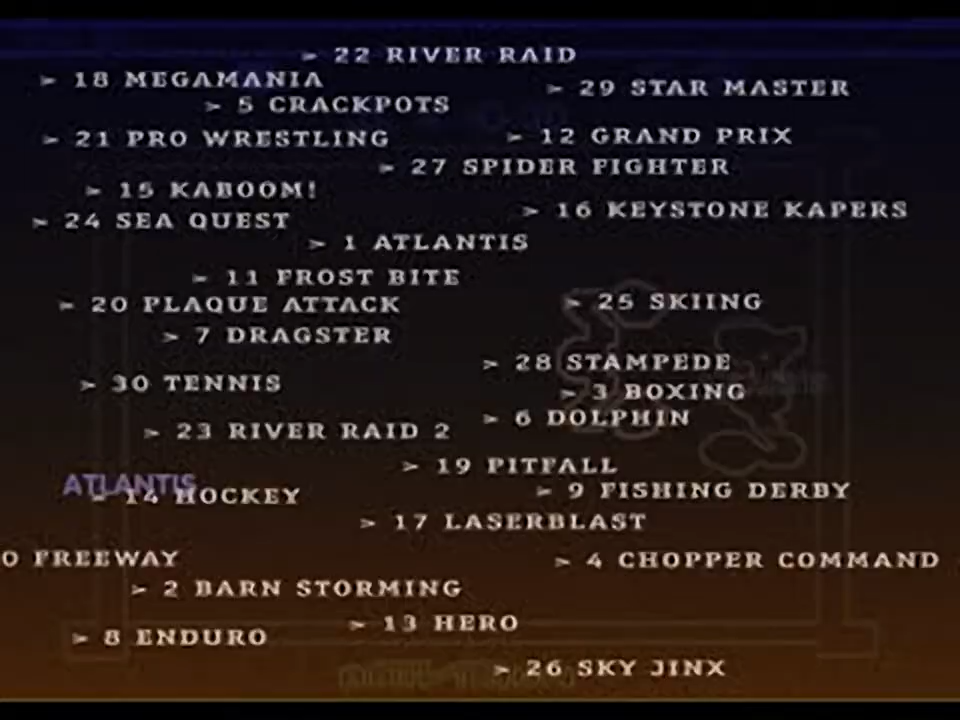 ➢ 22 RIVER RAID
➢ 18 MEGAMANIA
➢ 29 STAR MASTER
➢ 5 CRACKPOTS
➢ 21 PRO WRESTLING
➢ 12 GRAND PRIX
➢ 27 SPIDER FIGHTER
➢ 15 KABOOM!
➢ 16 KEYSTONE KAPERS
➢ 24 SEA QUEST
➢ 1 ATLANTIS
➢ 11 FROST BITE
➢ 20 PLAQUE ATTACK
➢ 25 SKIING
➢ 7 DRAGSTER
➢ 28 STAMPEDE
➢ 30 TENNIS
➢ 3 BOXING
➢ 6 DOLPHIN
➢ 23 RIVER RAID 2
➢ 19 PITFALL
ATLANTIS
➢ 14 HOCKEY
➢ 9 FISHING DERBY
➢ 17 LASERBLAST
0 FREEWAY
➢ 4 CHOPPER COMMAND
➢ 2 BARN STORMING
➢ 13 HERO
➢ 8 ENDURO
➢ 26 SKY JINX